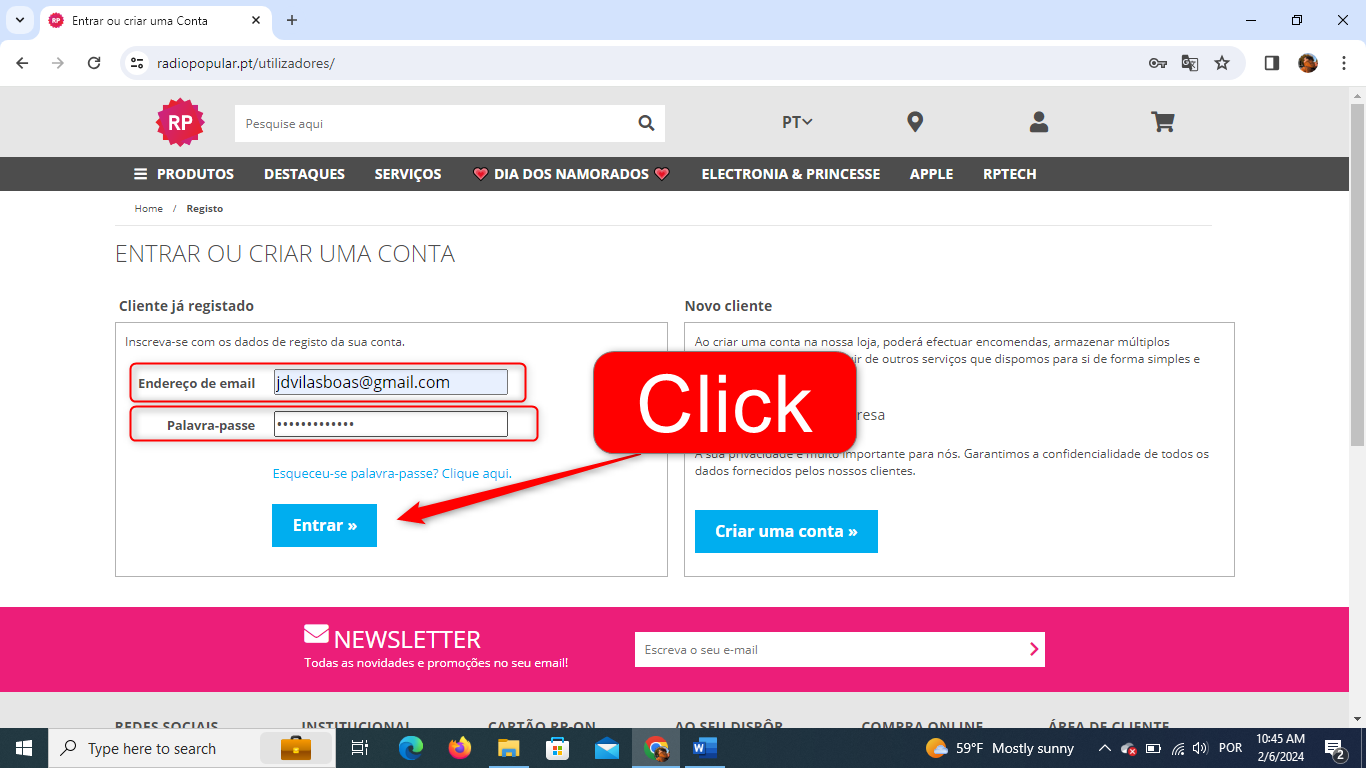 Entrar ou criar uma Conta
radiopopular.pt/utilizadores/
RP
Pesquise aqui
PT
PRODUTOS
DESTAQUES
SERVIÇOS
DIA DOS NAMORADOS
ELECTRONIA & PRINCESSE
APPLE
RPTECH
Home / Registo
ENTRAR OU CRIAR UMA CONTA
Cliente já registado
Inscreva-se com os dados de registo da sua conta.
Endereço de email
jdvilasboas@gmail.com
Palavra-passe
•••••••••••••
Esqueceu-se palavra-passe? Clique aqui.
Entrar »
Click
Novo cliente
Ao criar uma conta na nossa loja, poderá efectuar encomendas, armazenar múltiplos
de outros serviços que dispomos para si de forma simples e
A sua privacidade é muito importante para nós. Garantimos a confidencialidade de todos os
dados fornecidos pelos nossos clientes.
Criar uma conta »
NEWSLETTER
Todas as novidades e promoções no seu email!
Escreva o seu e-mail
REDES SOCIAIS
INSTITUCIONAL
CARTÃO RP-ON
AO SEU DISPÔR
COMPRA ONLINE
ÁREA DE CLIENTE
Type here to search
59°F Mostly sunny
POR
10:45 AM
2/6/2024
2